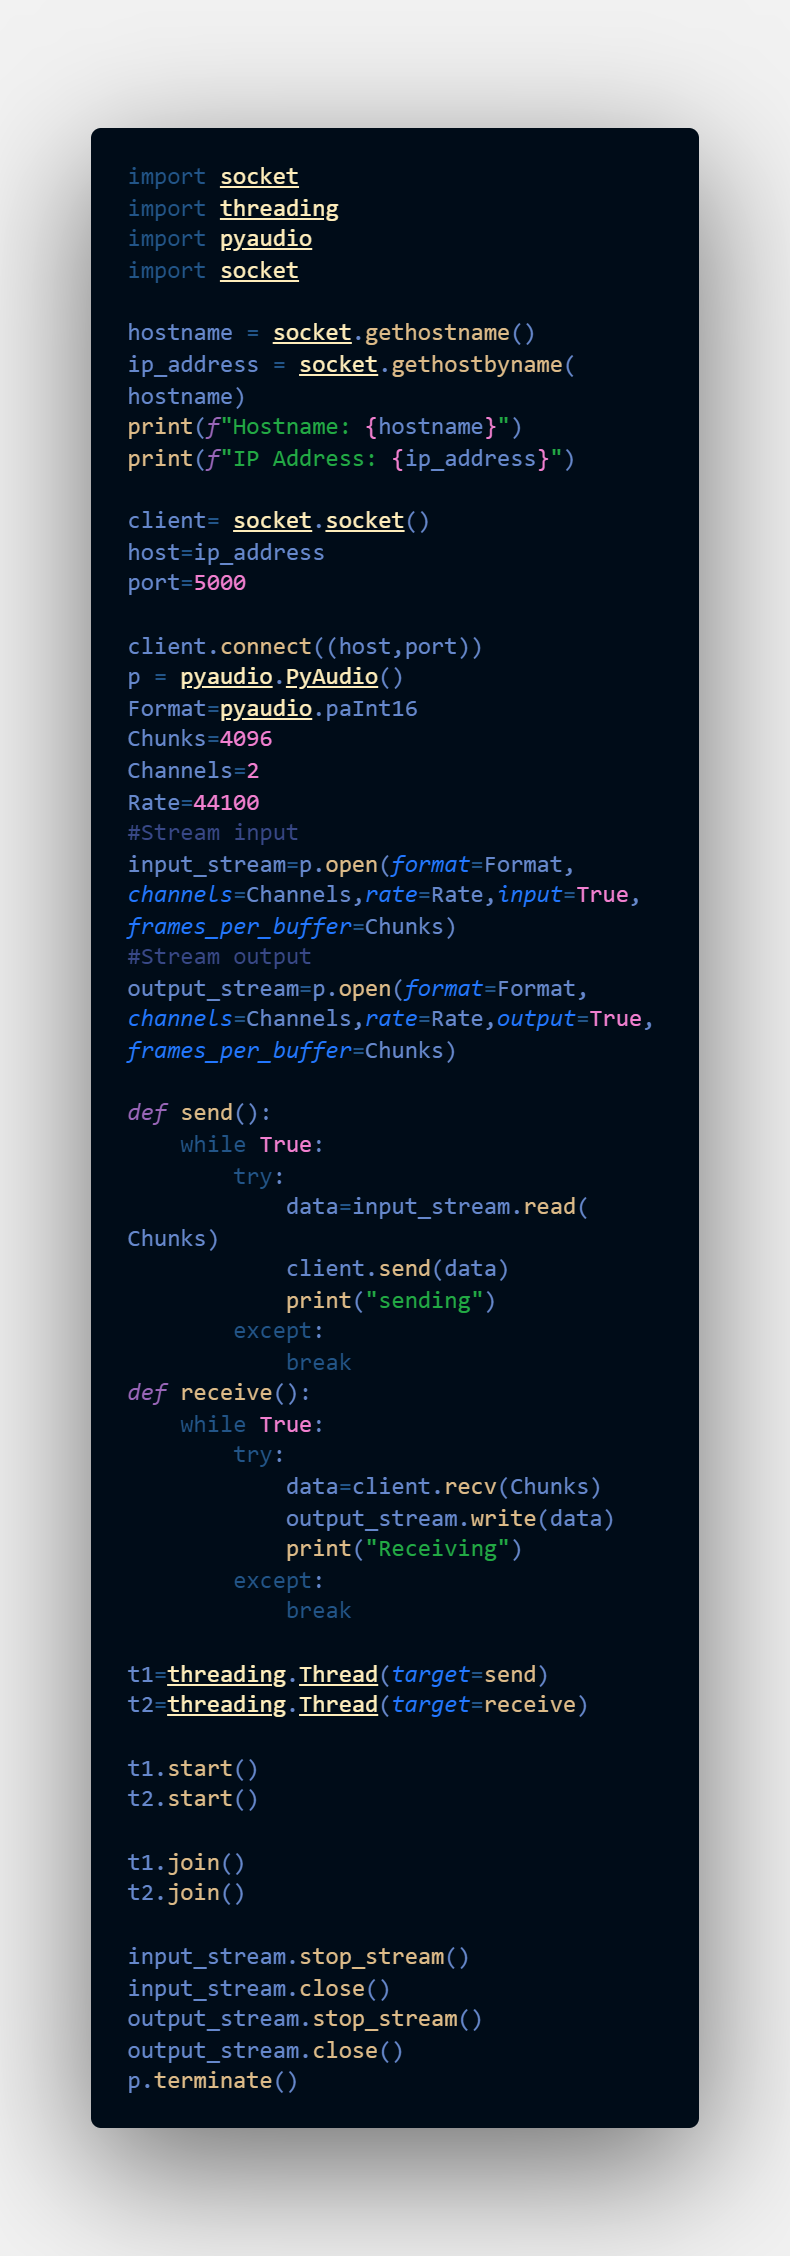 import socket
import threading
import pyaudio
import socket

hostname = socket.gethostname()
ip_address = socket.gethostbyname(
hostname)
print(f"Hostname: {hostname}")
print(f"IP Address: {ip_address}")

client= socket.socket()
host=ip_address
port=5000

client.connect((host,port))
p = pyaudio.PyAudio()
Format=pyaudio.paInt16
Chunks=4096
Channels=2
Rate=44100
#Stream input
input_stream=p.open(format=Format,
channels=Channels,rate=Rate,input=True,
frames_per_buffer=Chunks)
#Stream output
output_stream=p.open(format=Format,
channels=Channels,rate=Rate,output=True,
frames_per_buffer=Chunks)

def send():
    while True:
        try:
            data=input_stream.read(
Chunks)
            client.send(data)
            print("sending")
        except:
            break
def receive():
    while True:
        try:
            data=client.recv(Chunks)
            output_stream.write(data)
            print("Receiving")
        except:
            break

t1=threading.Thread(target=send)
t2=threading.Thread(target=receive)

t1.start()
t2.start()

t1.join()
t2.join()

input_stream.stop_stream()
input_stream.close()
output_stream.stop_stream()
output_stream.close()
p.terminate()